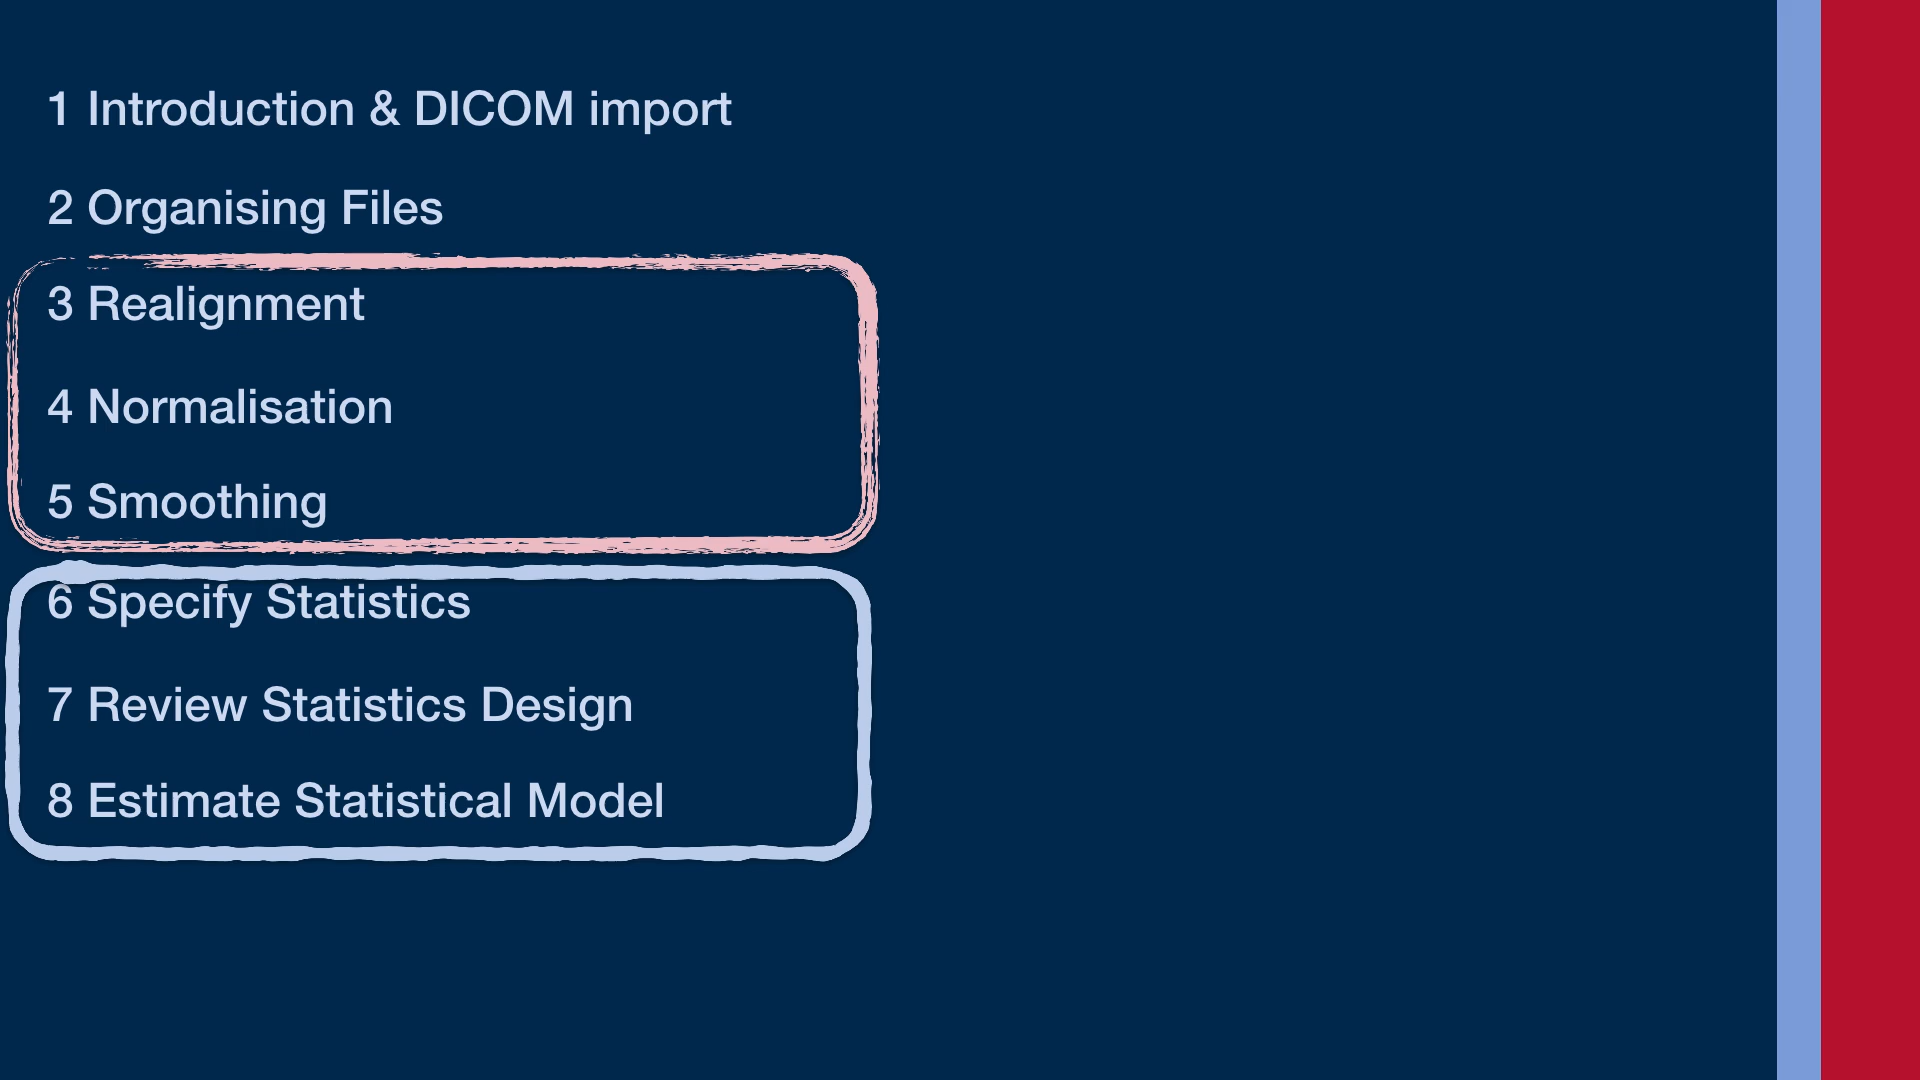 1 Introduction & DICOM import
2 Organising Files
3 Realignment
4 Normalisation
5 Smoothing
6 Specify Statistics
7 Review Statistics Design
8 Estimate Statistical Model